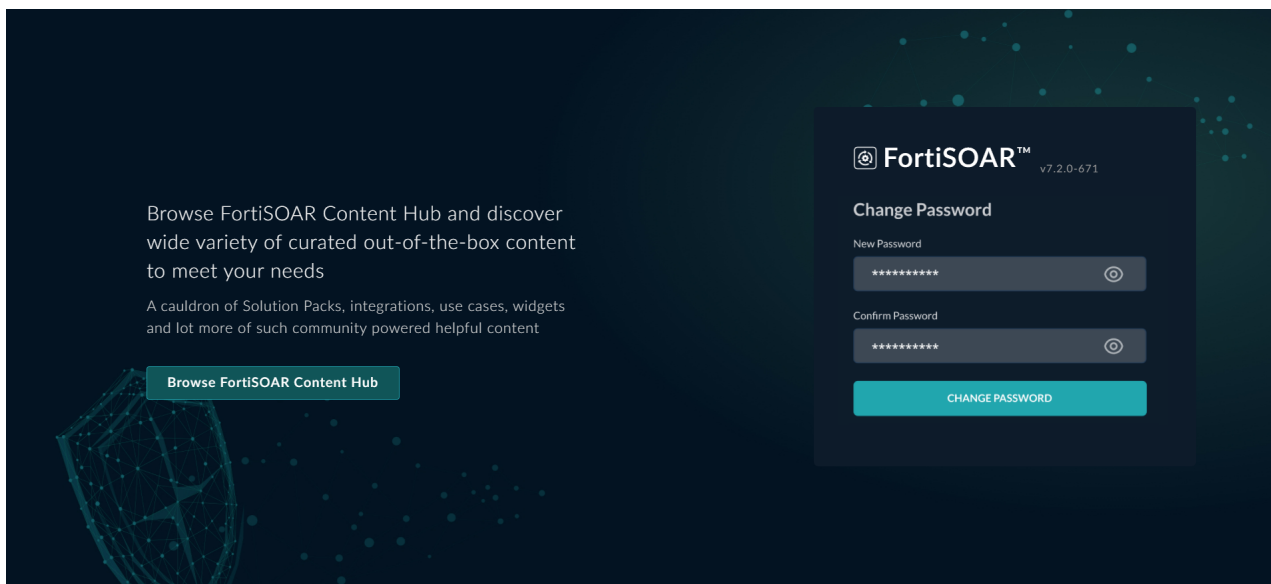 Browse FortiSOAR Content Hub and discover
wide variety of curated out-of-the-box content
to meet your needs
A cauldron of Solution Packs, integrations, use cases, widgets
and lot more of such community powered helpful content
Browse FortiSOAR Content Hub
FortiSOAR™ v7.2.0-671
Change Password
New Password
**********
Confirm Password
**********
CHANGE PASSWORD